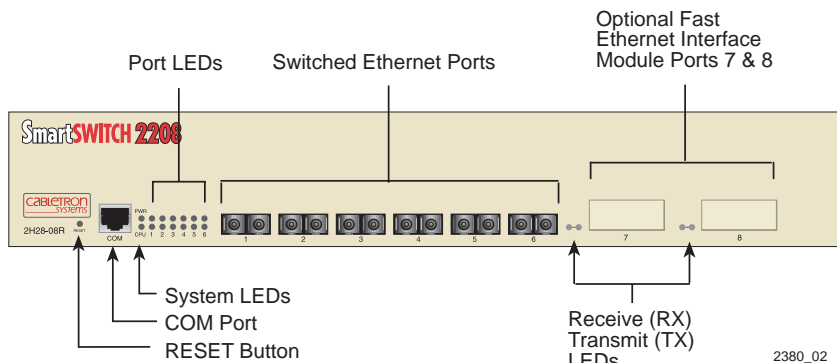 Optional Fast
Ethernet Interface
Module Ports 7 & 8
Port LEDs
Switched Ethernet Ports
SmartSWITCH 2208
CABLETRON
SYSTEMS
2H28-08R
RESET
COM
PWR
CPU 1 2 3 4 5 6
1 2 3 4 5 6 7 8
System LEDs
COM Port
RESET Button
Receive (RX)
Transmit (TX)
LEDs
2380_02